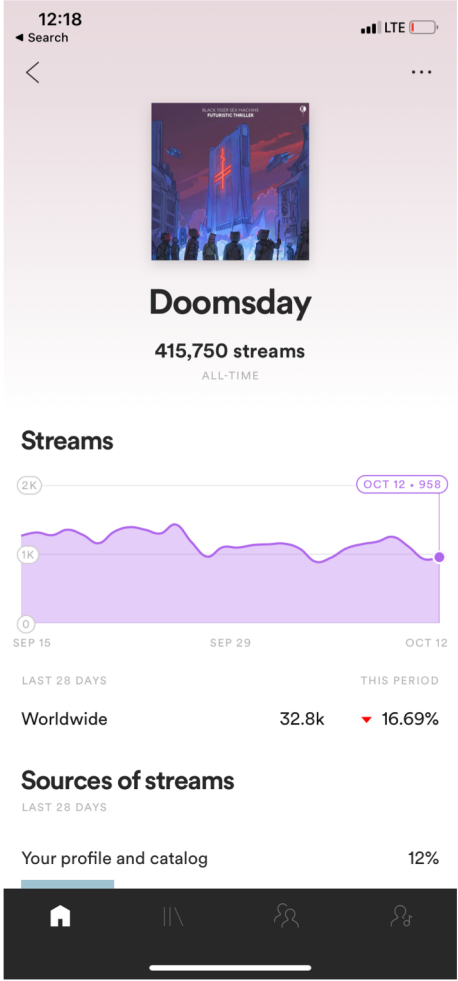 12:18
LTE
◀ Search
BLACK TIGER SEX MACHINE
FUTURISTIC THRILLER
Doomsday
415,750 streams
ALL-TIME
Streams
2K
OCT 12 • 958
1K
0
SEP 15
SEP 29
OCT 12
LAST 28 DAYS
THIS PERIOD
Worldwide
32.8k
▼ 16.69%
Sources of streams
LAST 28 DAYS
Your profile and catalog
12%